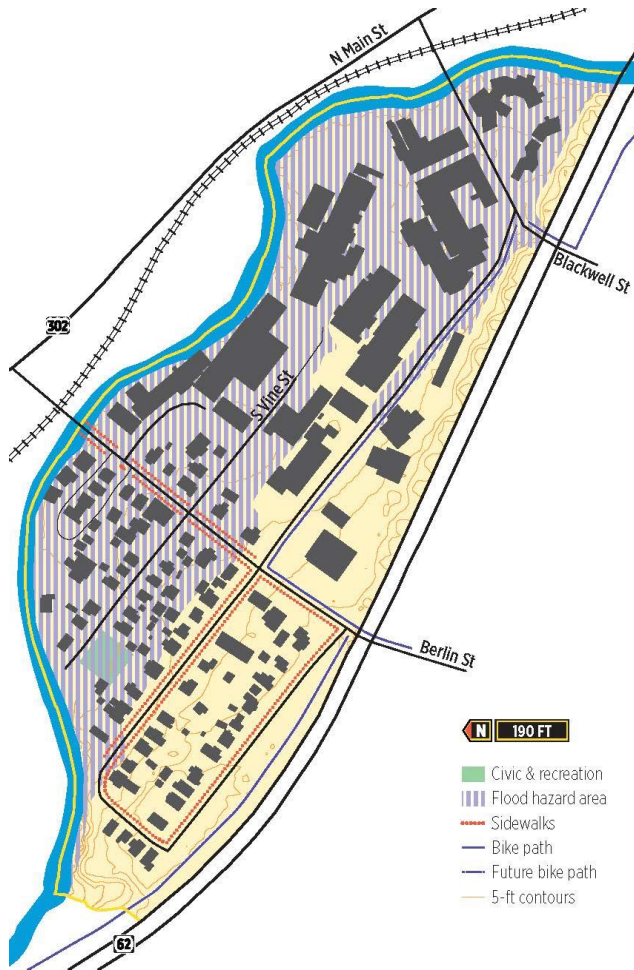 N Main St
Blackwell St
302
S Vine St
Berlin St
N 190 FT
Civic & recreation
Flood hazard area
Sidewalks
Bike path
Future bike path
5-ft contours
62